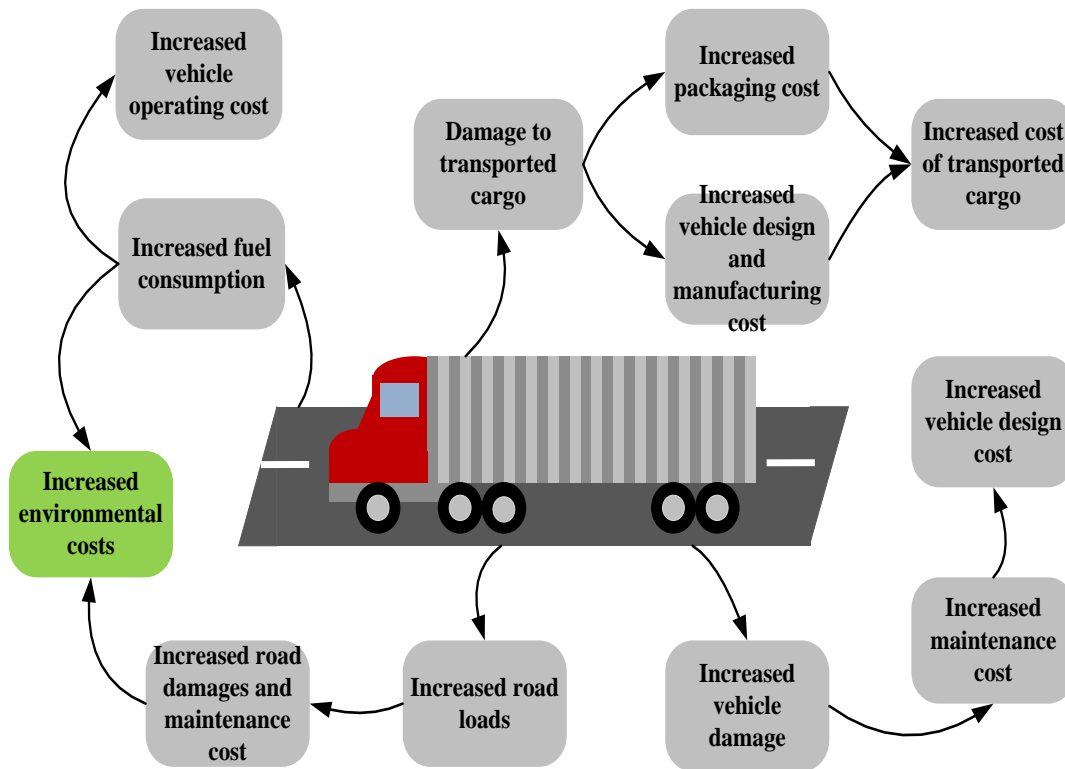 Increased
vehicle
operating cost
Increased
packaging cost
Damage to
transported
cargo
Increased cost
of transported
cargo
Increased
vehicle design
and
manufacturing
cost
Increased fuel
consumption
Increased
vehicle design
cost
Increased
environmental
costs
Increased
maintenance
cost
Increased road
damages and
maintenance
cost
Increased road
loads
Increased
vehicle
damage